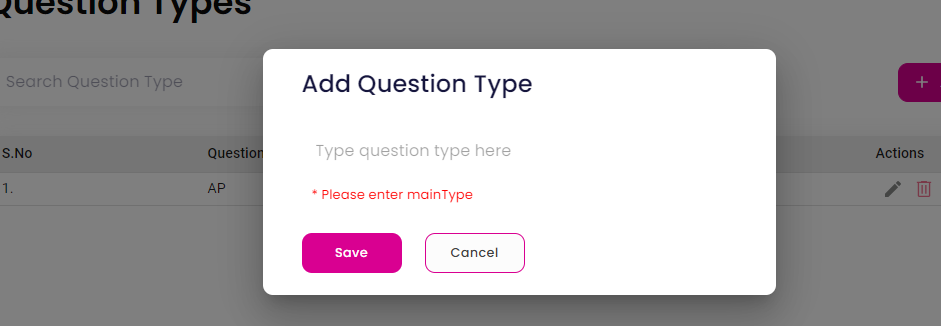 Question Types
Search Question Type
+
S.No Question Actions
1. AP
Add Question Type
Type question type here
* Please enter mainType
Save Cancel